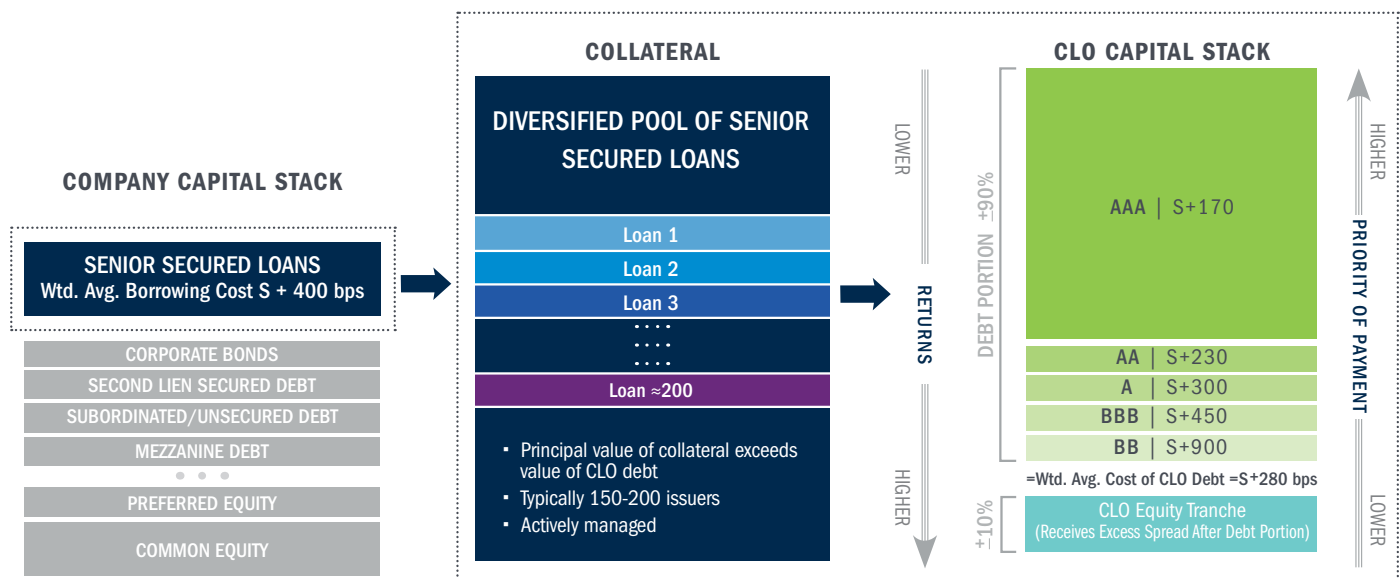 COMPANY CAPITAL STACK
SENIOR SECURED LOANS
Wtd. Avg. Borrowing Cost S + 400 bps
CORPORATE BONDS
SECOND LIEN SECURED DEBT
SUBORDINATED/UNSECURED DEBT
MEZZANINE DEBT
PREFERRED EQUITY
COMMON EQUITY
COLLATERAL
DIVERSIFIED POOL OF SENIOR
SECURED LOANS
Loan 1
Loan 2
Loan 3
....
....
....
Loan ≈200
▪ Principal value of collateral exceeds
value of CLO debt
▪ Typically 150-200 issuers
▪ Actively managed
LOWER
RETURNS
HIGHER
CLO CAPITAL STACK
DEBT PORTION ±90%
AAA | S+170
AA | S+230
A | S+300
BBB | S+450
BB | S+900
=Wtd. Avg. Cost of CLO Debt =S+280 bps
±10%
CLO Equity Tranche
(Receives Excess Spread After Debt Portion)
HIGHER
PRIORITY OF PAYMENT
LOWER